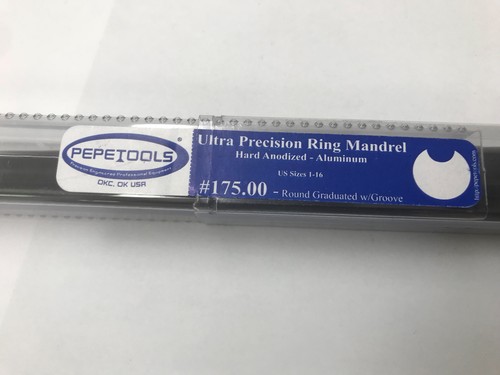 PEPETOOLS
OKC, OK USA
Ultra Precision Ring Mandrel
Hard Anodized - Aluminum
US Sizes 1-16
#175.00 - Round Graduated w/Groove